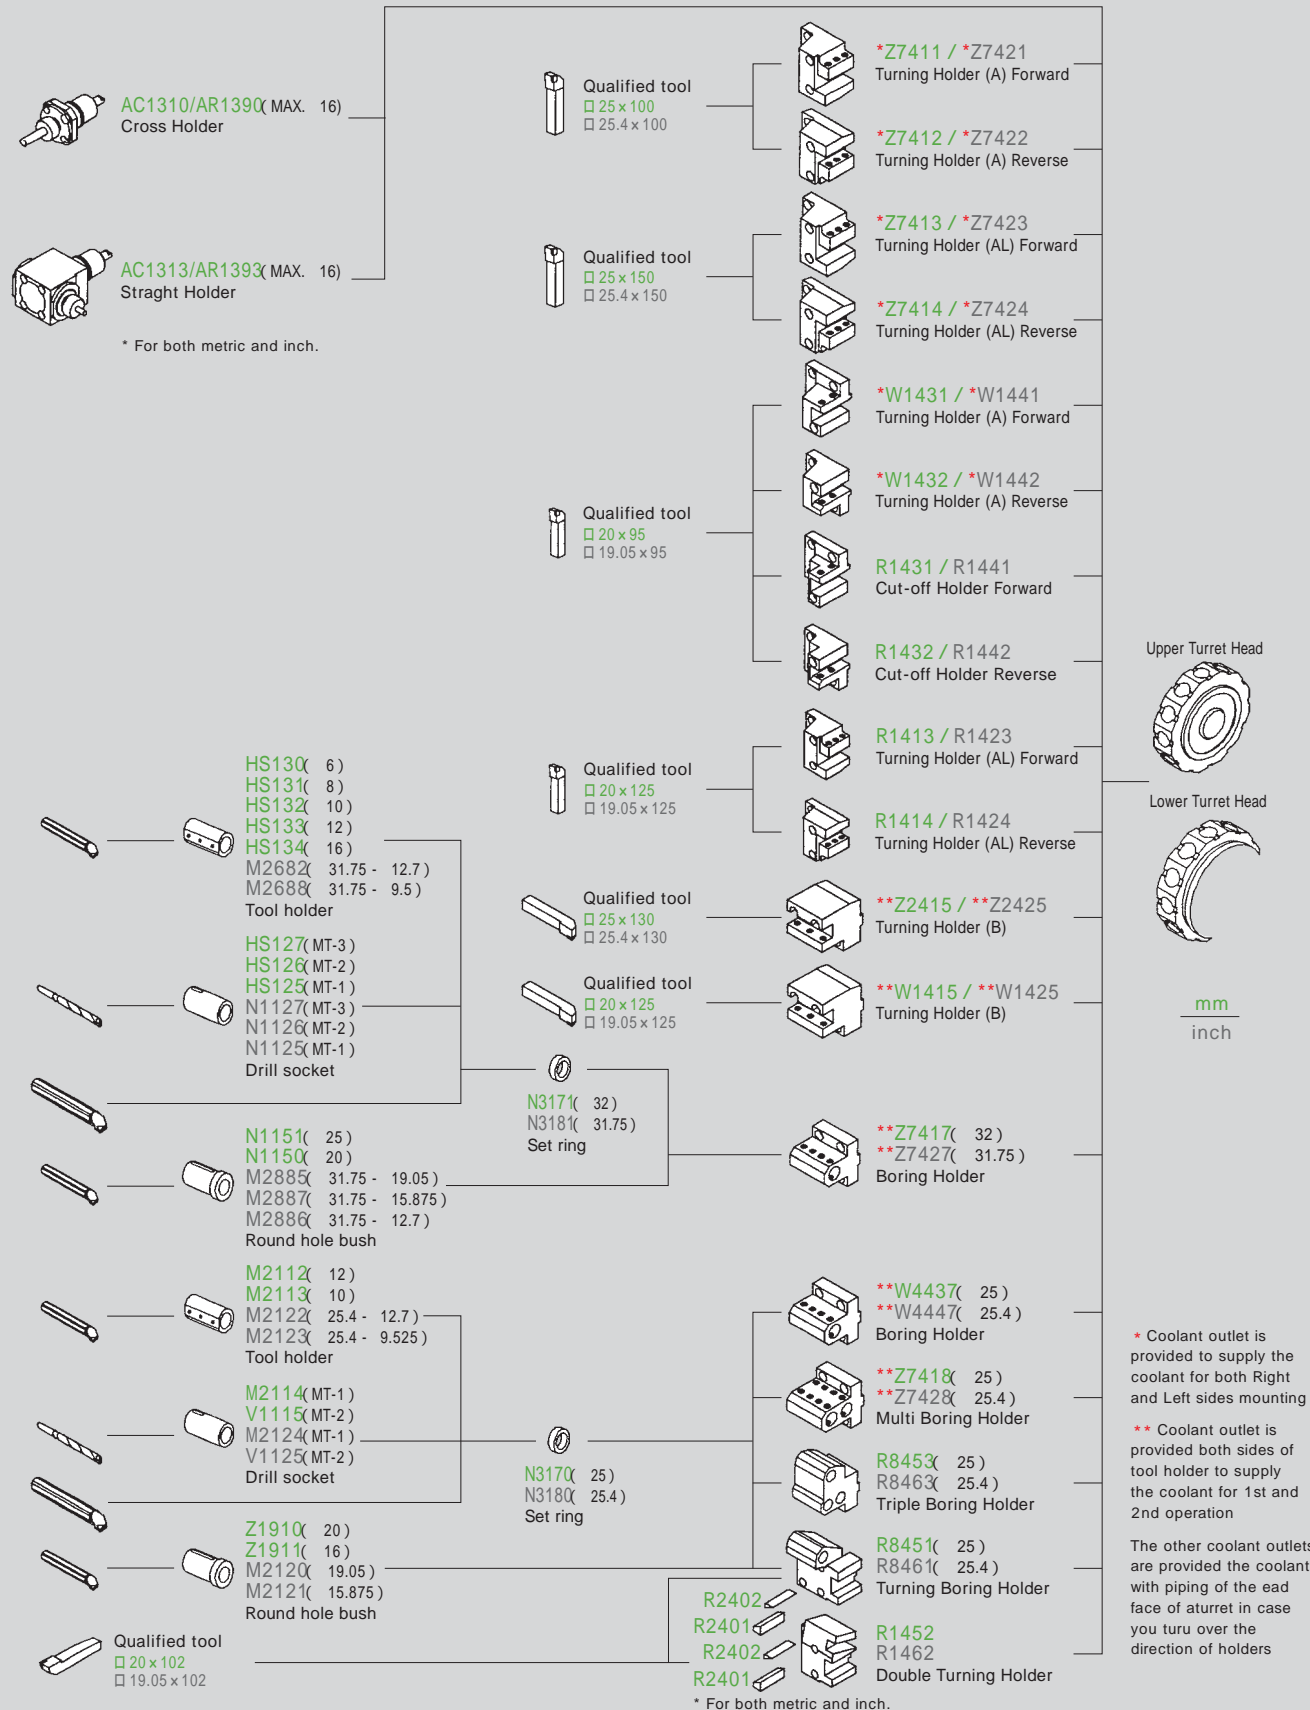 AC1310/AR1390( MAX. 16)
Cross Holder
AC1313/AR1393( MAX. 16)
Straght Holder
* For both metric and inch.
Qualified tool
□ 25×100
□ 25.4×100
*Z7411 / *Z7421
Turning Holder (A) Forward
*Z7412 / *Z7422
Turning Holder (A) Reverse
Qualified tool
□ 25×150
□ 25.4×150
*Z7413 / *Z7423
Turning Holder (AL) Forward
*Z7414 / *Z7424
Turning Holder (AL) Reverse
Qualified tool
□ 20×95
□ 19.05×95
*W1431 / *W1441
Turning Holder (A) Forward
*W1432 / *W1442
Turning Holder (A) Reverse
R1431 / R1441
Cut-off Holder Forward
R1432 / R1442
Cut-off Holder Reverse
Qualified tool
□ 20×125
□ 19.05×125
R1413 / R1423
Turning Holder (AL) Forward
R1414 / R1424
Turning Holder (AL) Reverse
Qualified tool
□ 25×130
□ 25.4×130
**Z2415 / **Z2425
Turning Holder (B)
Qualified tool
□ 20×125
□ 19.05×125
**W1415 / **W1425
Turning Holder (B)
Upper Turret Head
Lower Turret Head
mm
inch
HS130( 6 )
HS131( 8 )
HS132( 10 )
HS133( 12 )
HS134( 16 )
M2682( 31.75 - 12.7 )
M2688( 31.75 - 9.5 )
Tool holder
HS127( MT-3 )
HS126( MT-2 )
HS125( MT-1 )
N1127( MT-3 )
N1126( MT-2 )
N1125( MT-1 )
Drill socket
N3171( 32 )
N3181( 31.75 )
Set ring
N1151( 25 )
N1150( 20 )
M2885( 31.75 - 19.05 )
M2887( 31.75 - 15.875 )
M2886( 31.75 - 12.7 )
Round hole bush
**Z7417( 32 )
**Z7427( 31.75 )
Boring Holder
M2112( 12 )
M2113( 10 )
M2122( 25.4 - 12.7 )
M2123( 25.4 - 9.525 )
Tool holder
M2114( MT-1 )
V1115( MT-2 )
M2124( MT-1 )
V1125( MT-2 )
Drill socket
N3170( 25 )
N3180( 25.4 )
Set ring
Z1910( 20 )
Z1911( 16 )
M2120( 19.05 )
M2121( 15.875 )
Round hole bush
Qualified tool
□ 20×102
□ 19.05×102
**W4437( 25 )
**W4447( 25.4 )
Boring Holder
**Z7418( 25 )
**Z7428( 25.4 )
Multi Boring Holder
R8453( 25 )
R8463( 25.4 )
Triple Boring Holder
R8451( 25 )
R8461( 25.4 )
Turning Boring Holder
R2402
R2401
R2402
R2401
R1452
R1462
Double Turning Holder
* For both metric and inch.
* Coolant outlet is
provided to supply the
coolant for both Right
and Left sides mounting
** Coolant outlet is
provided both sides of
tool holder to supply
the coolant for 1st and
2nd operation
The other coolant outlets
are provided the coolant
with piping of the ead
face of aturret in case
you turu over the
direction of holders